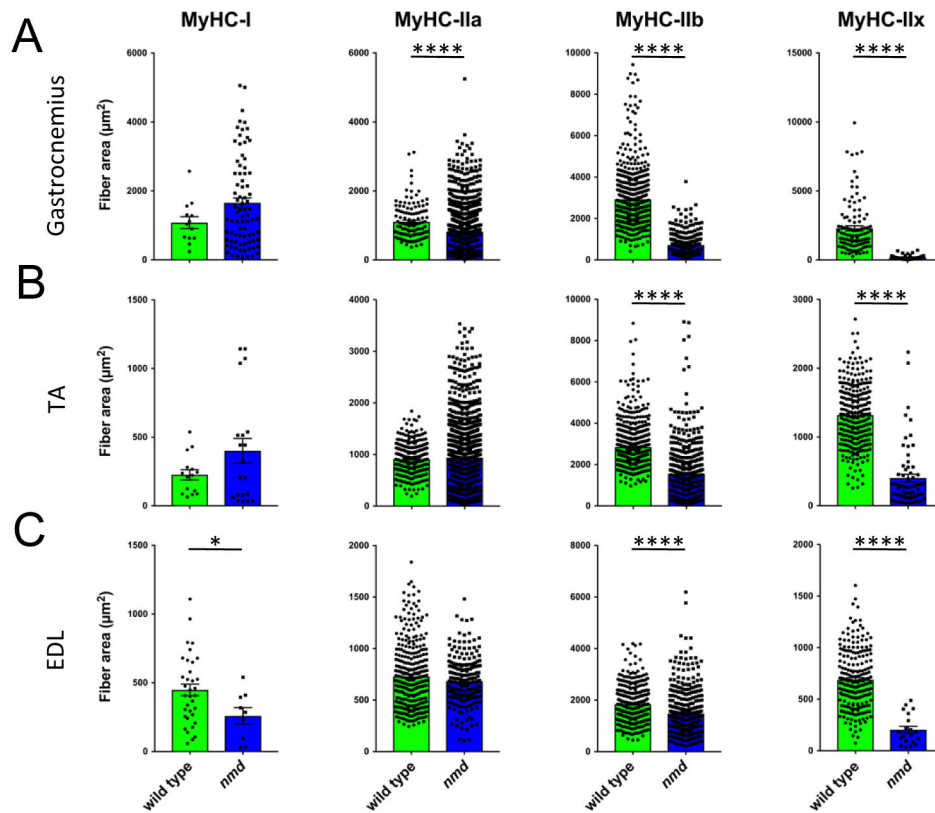 MyHC-I MyHC-IIa MyHC-IIb MyHC-IIx
A
Gastrocnemius
Fiber area (µm²)
6000 4000 2000 0
**** 6000 4000 2000 0
**** 10000 8000 6000 4000 2000 0
**** 15000 10000 5000 0
B
TA
Fiber area (µm²)
1500 1000 500 0
4000 3000 2000 1000 0
**** 10000 8000 6000 4000 2000 0
**** 3000 2000 1000 0
C
EDL
Fiber area (µm²)
* 1500 1000 500 0
2000 1500 1000 500 0
**** 8000 6000 4000 2000 0
**** 2000 1500 1000 500 0
wild type nmd wild type nmd wild type nmd wild type nmd